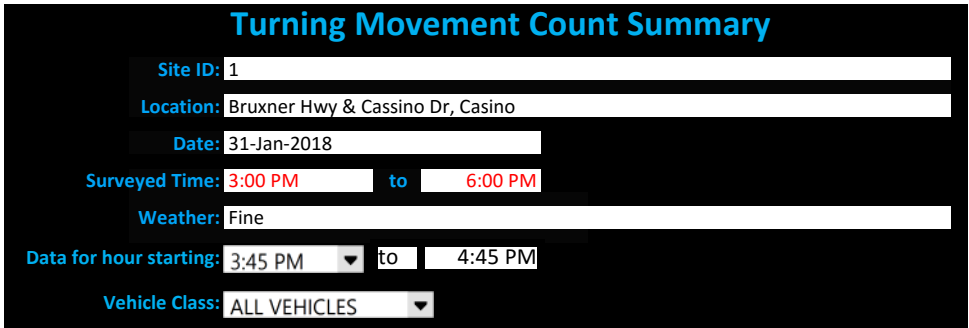 Turning Movement Count Summary
Site ID: 1
Location: Bruxner Hwy & Cassino Dr, Casino
Date: 31-Jan-2018
Surveyed Time: 3:00 PM to 6:00 PM
Weather: Fine
Data for hour starting: 3:45 PM to 4:45 PM
Vehicle Class: ALL VEHICLES